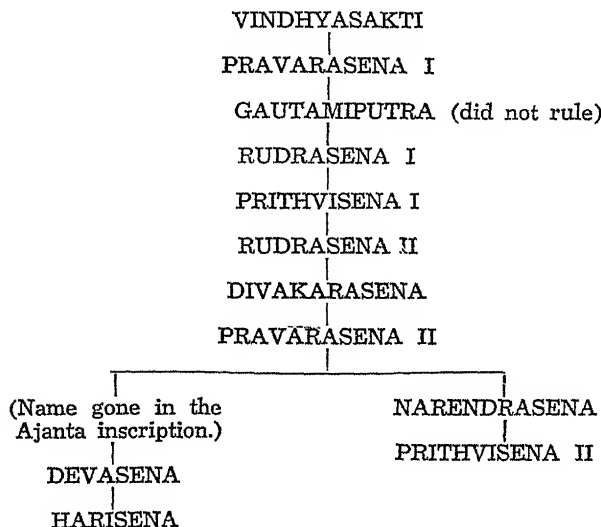 VINDHYASAKTI
PRAVARASENA I
GAUTAMIPUTRA (did not rule)
RUDRASENA I
PRITHVISENA I
RUDRASENA II
DIVAKARASENA
PRAVARASENA II
(Name gone in the
Ajanta inscription.)
DEVASENA
HARISENA
NARENDRASENA
PRITHVISENA II